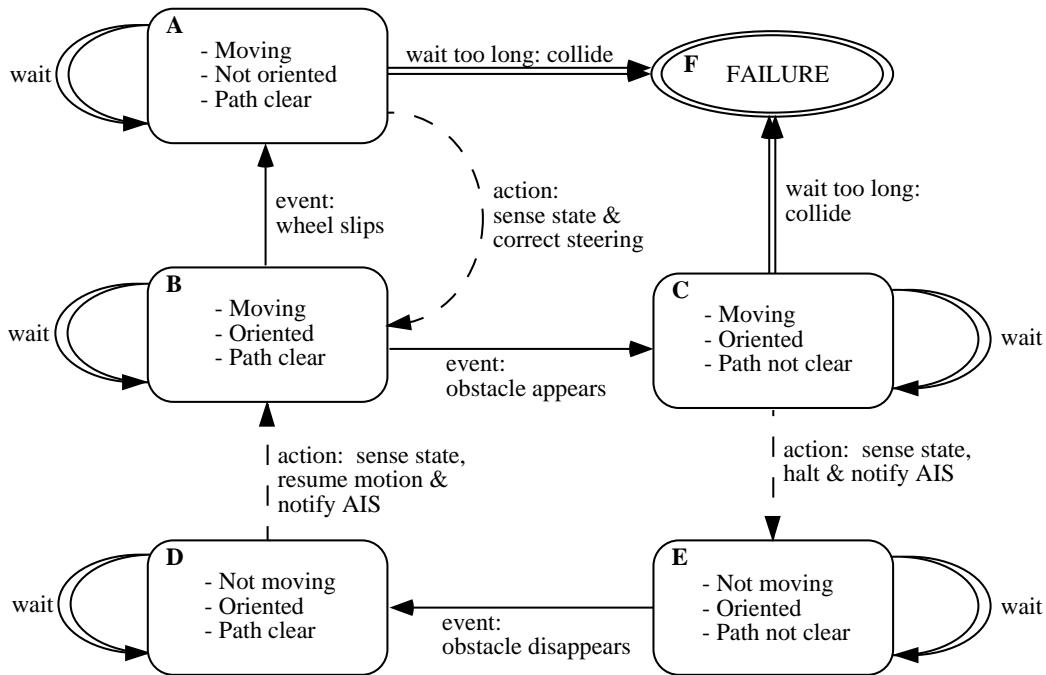 A
- Moving
- Not oriented
- Path clear
wait
wait too long: collide
F
FAILURE
event:
wheel slips
action:
sense state &
correct steering
wait too long:
collide
B
- Moving
- Oriented
- Path clear
wait
event:
obstacle appears
C
- Moving
- Oriented
- Path not clear
wait
action:  sense state,
resume motion &
notify AIS
action:  sense state,
halt & notify AIS
D
- Not moving
- Oriented
- Path clear
wait
event:
obstacle disappears
E
- Not moving
- Oriented
- Path not clear
wait